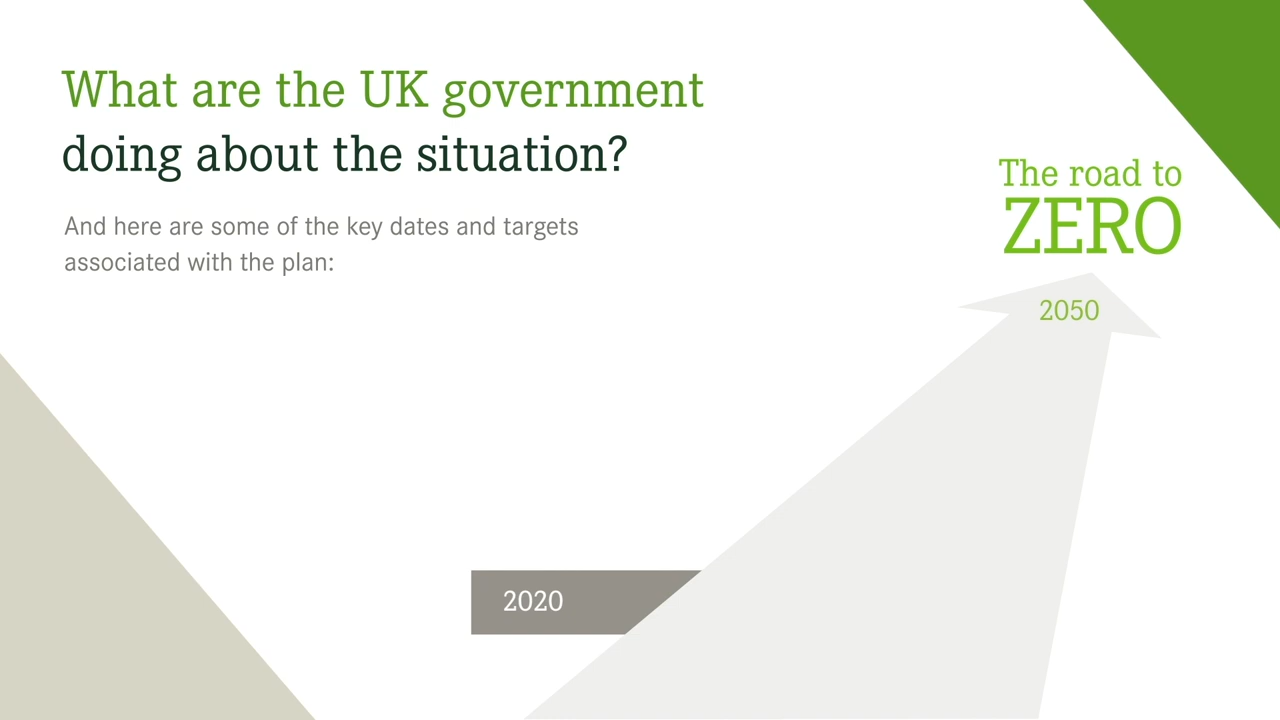 What are the UK government
doing about the situation?
And here are some of the key dates and targets
associated with the plan:
The road to
ZERO
2050
2020